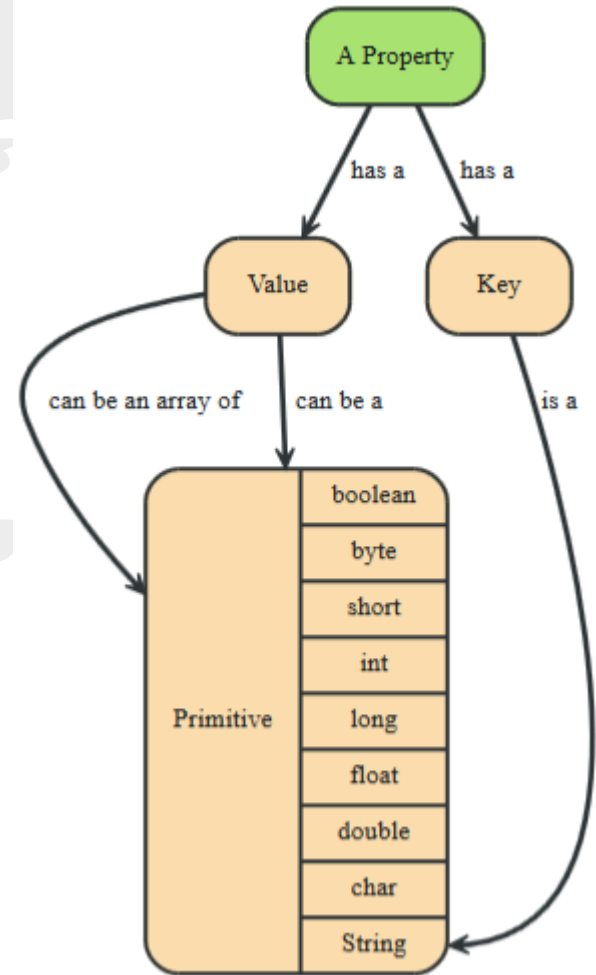 A Property
has a
has a
Value
Key
can be an array of
can be a
is a
Primitive
boolean
byte
short
int
long
float
double
char
String